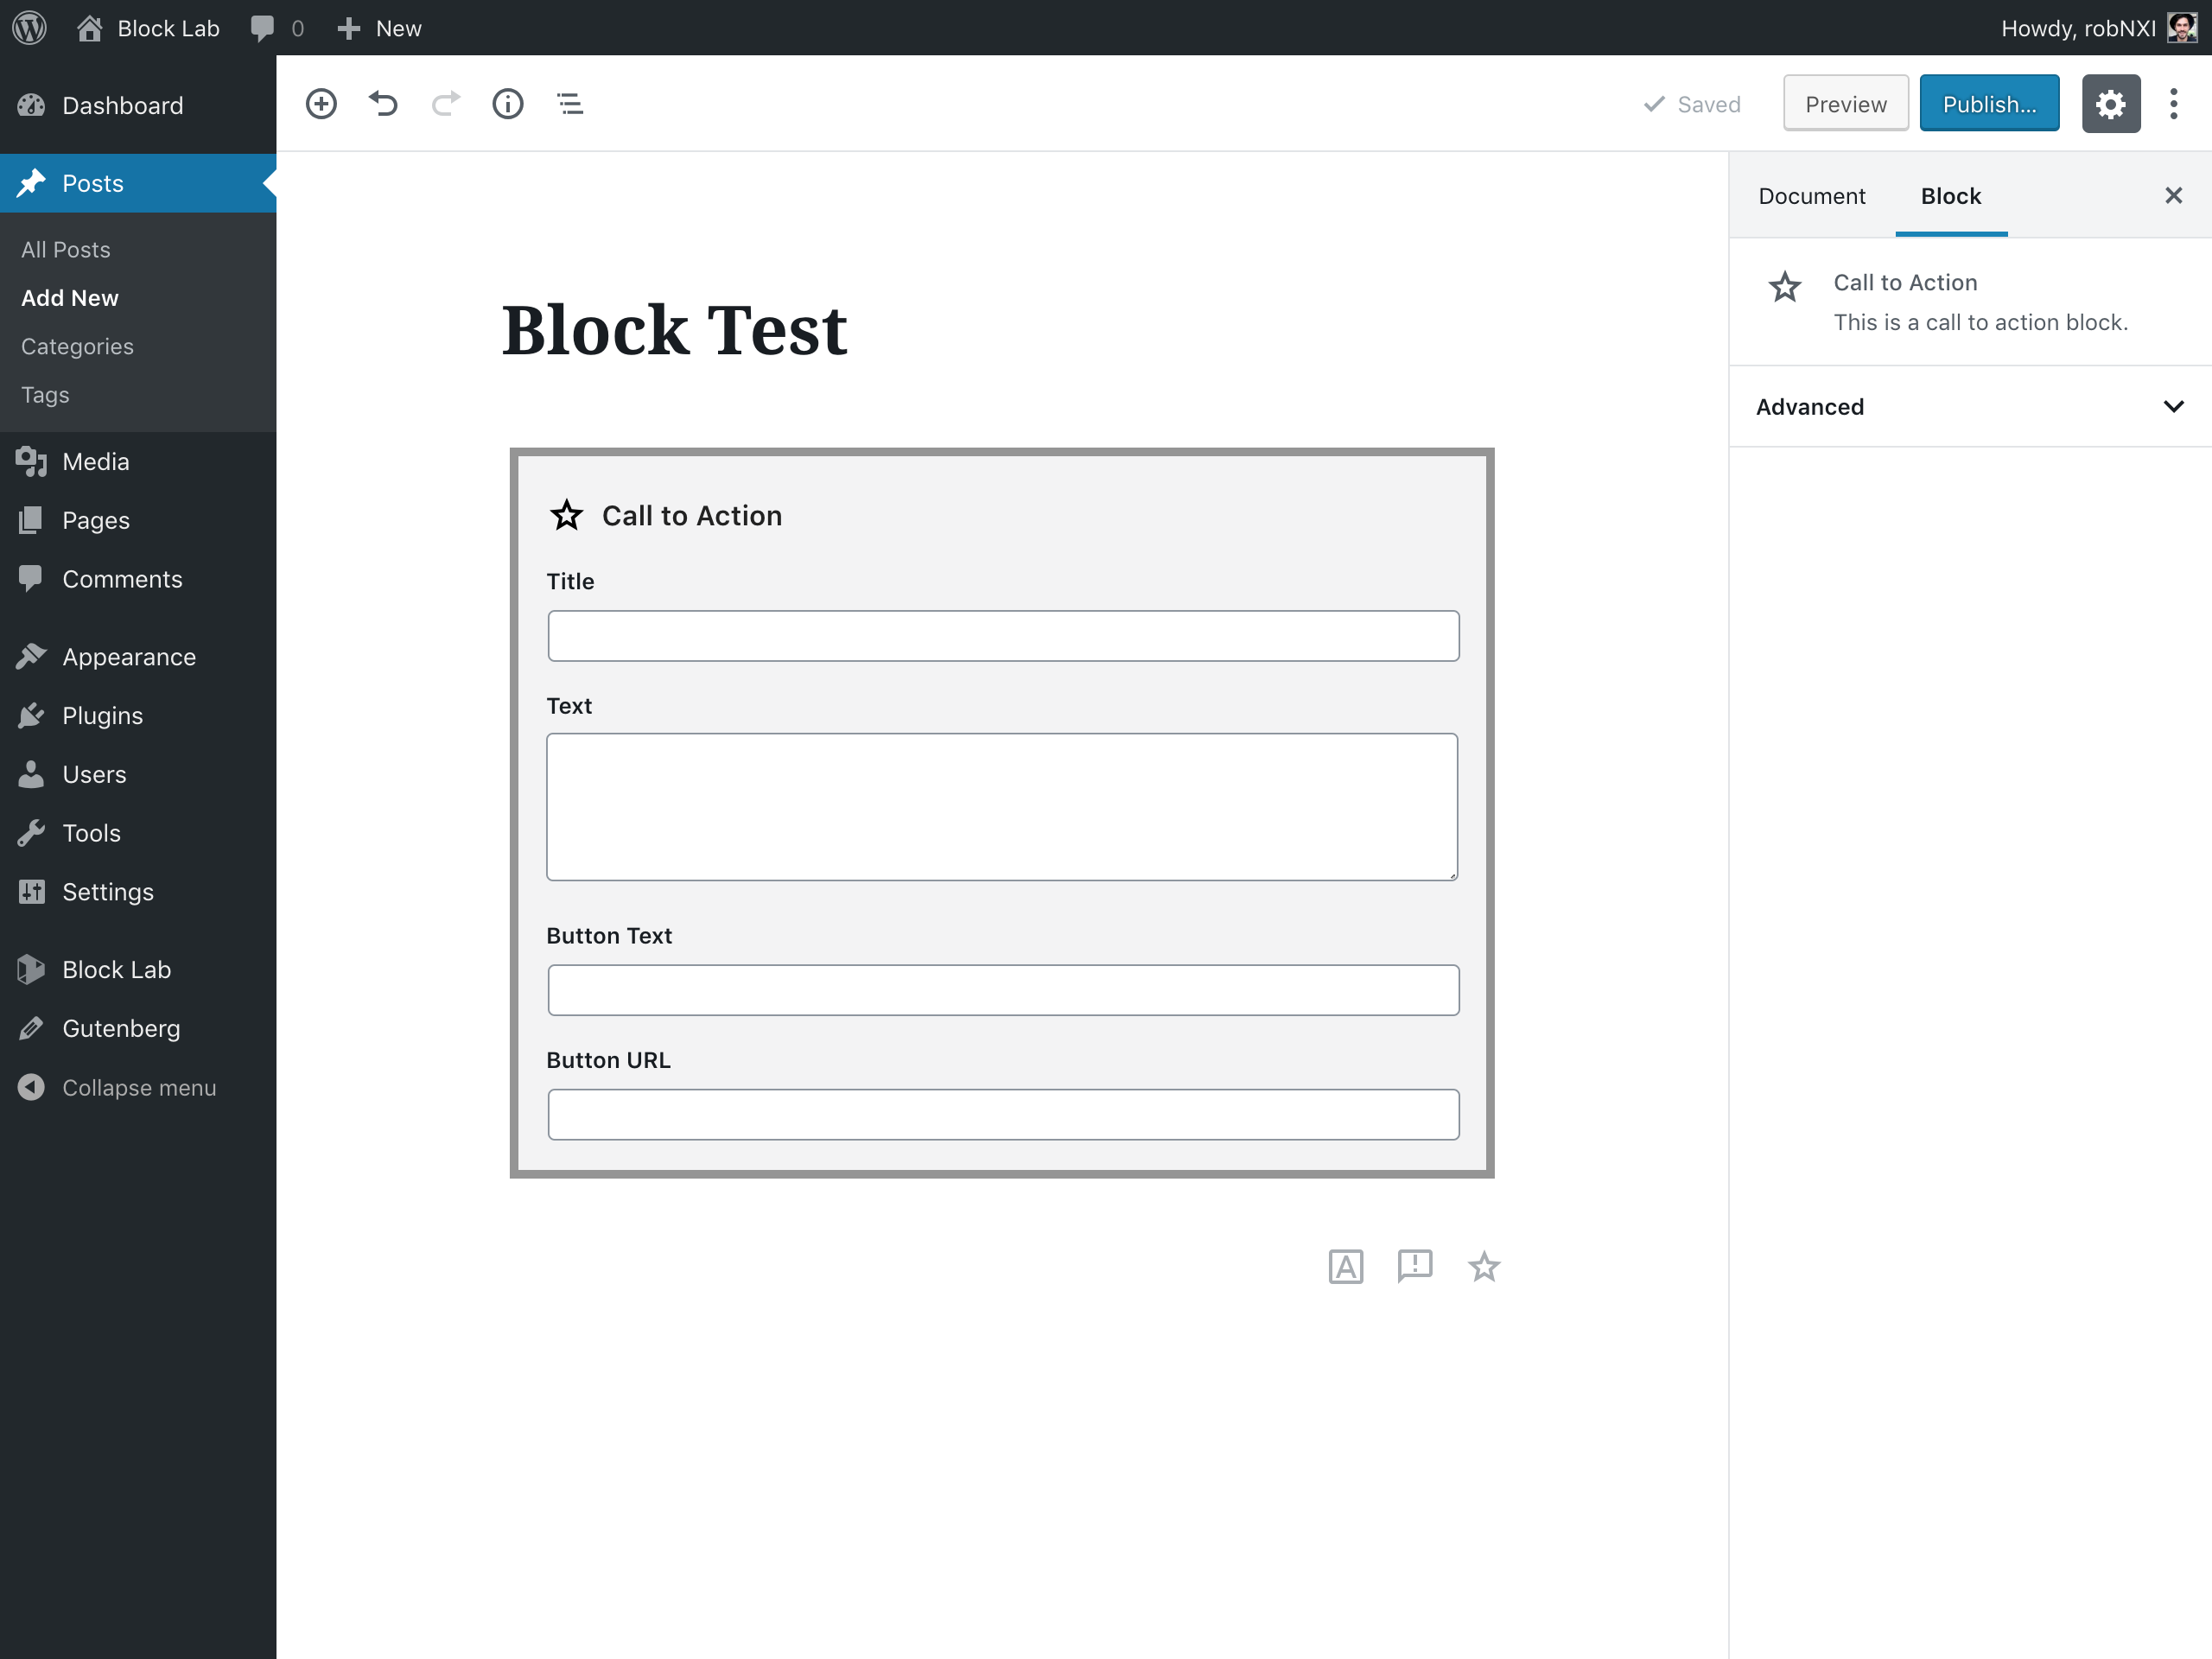 Block Lab 0 New Howdy, robNXI
Dashboard
Posts
All Posts
Add New
Categories
Tags
Media
Pages
Comments
Appearance
Plugins
Users
Tools
Settings
Block Lab
Gutenberg
Collapse menu
Saved Preview Publish...
Block Test
Call to Action
Title
Text
Button Text
Button URL
Document Block
Call to Action
This is a call to action block.
Advanced